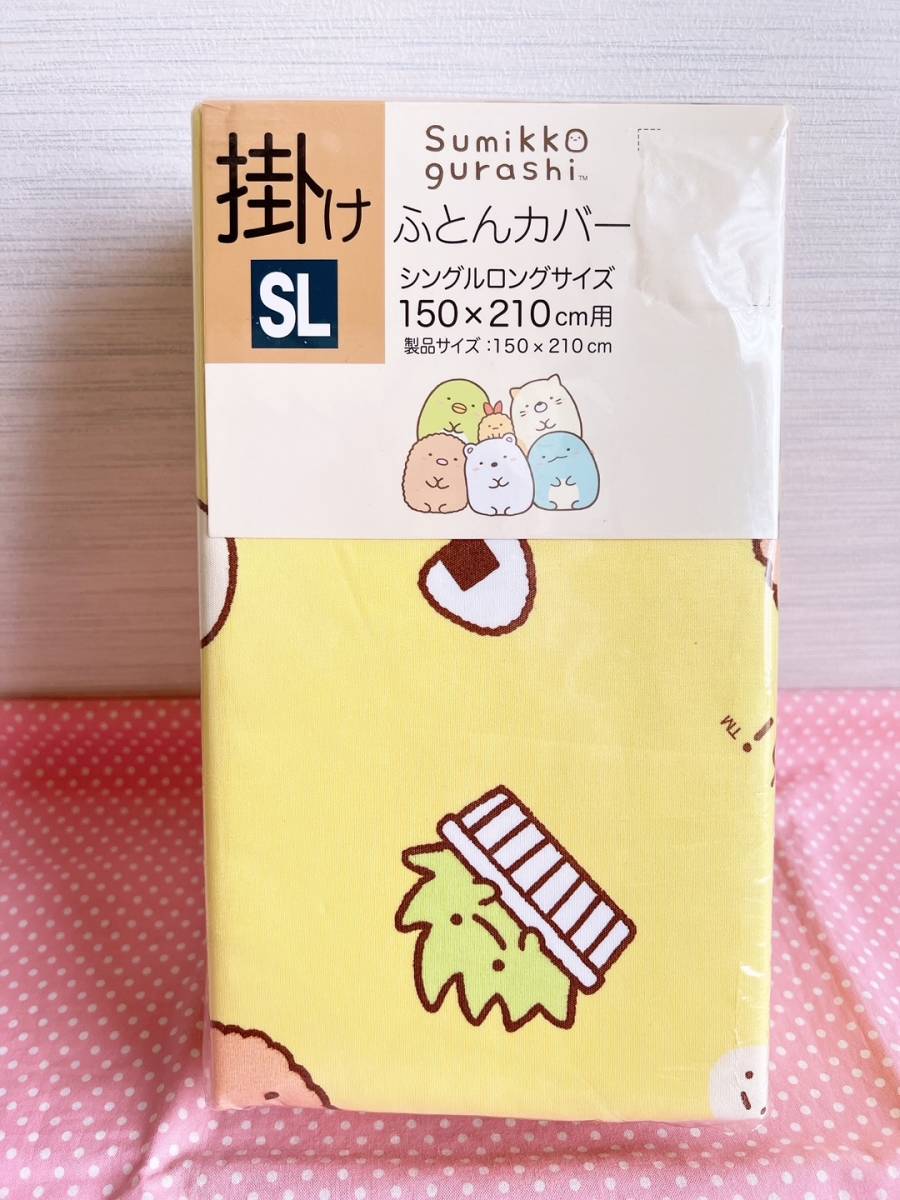 掛け
SL
Sumikko
gurashi™
ふとんカバー
シングルロングサイズ
150×210cm用
製品サイズ:150×210cm
TM